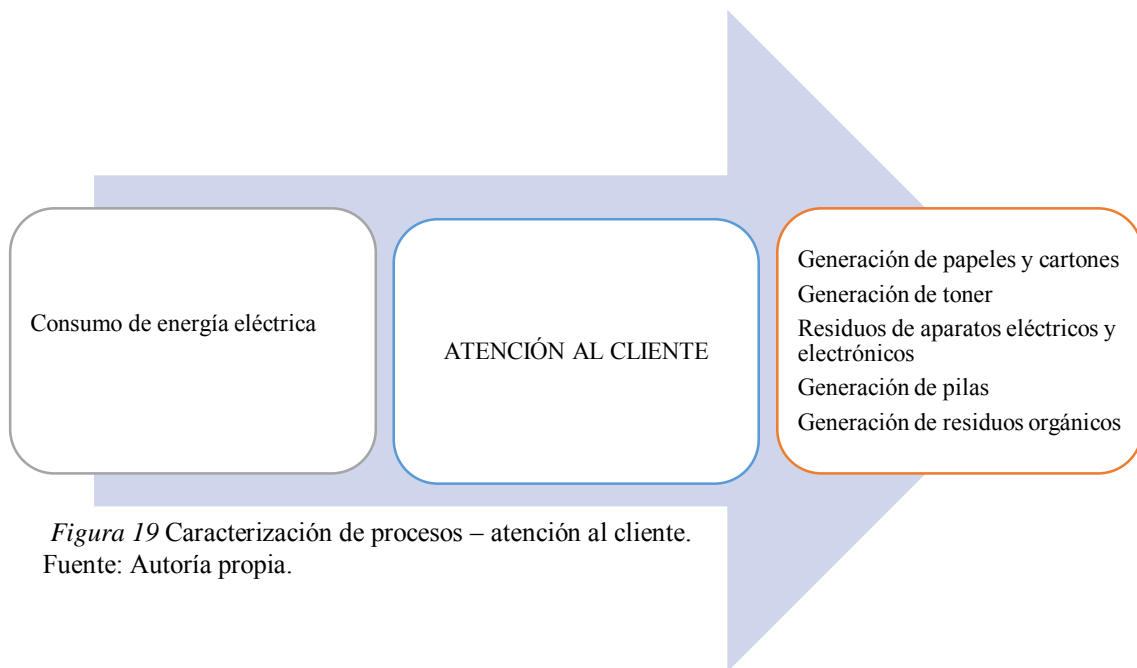 Consumo de energía eléctrica
ATENCIÓN AL CLIENTE
Generación de papeles y cartones
Generación de toner
Residuos de aparatos eléctricos y
electrónicos
Generación de pilas
Generación de residuos orgánicos
Figura 19 Caracterización de procesos – atención al cliente.
Fuente: Autoría propia.